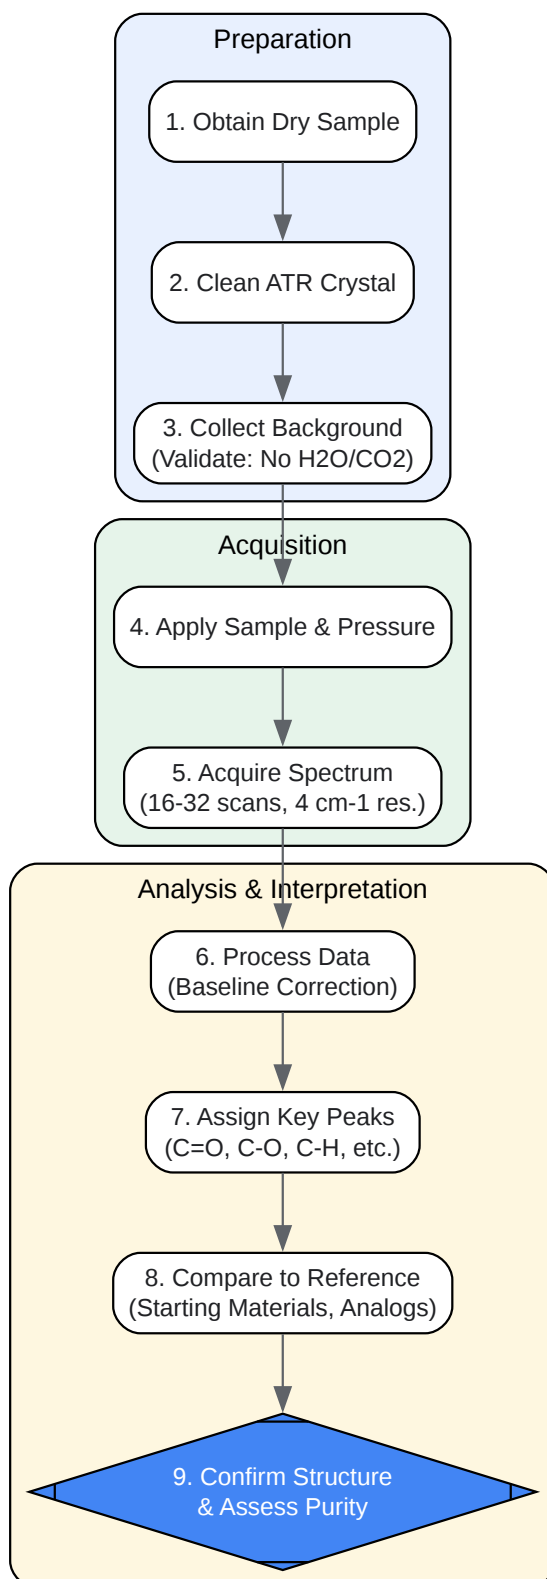 Preparation
1. Obtain Dry Sample
2. Clean ATR Crystal
3. Collect Background
(Validate: No H2O/CO2)
Acquisition
4. Apply Sample & Pressure
5. Acquire Spectrum
(16-32 scans, 4 cm-1 res.)
Analysis & Interpretation
6. Process Data
(Baseline Correction)
7. Assign Key Peaks
(C=O, C-O, C-H, etc.)
8. Compare to Reference
(Starting Materials, Analogs)
9. Confirm Structure
& Assess Purity